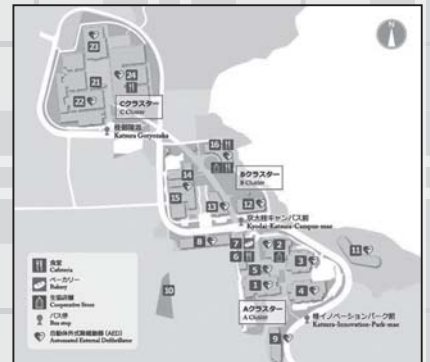 N
23
24
21
22
Cクラスター
C Cluster
桂御陵坂
Katsura Goryozaka
16
Bクラスター
B Cluster
14
15
13
12
京大桂キャンパス前
Kyodai-Katsura-Campus-mae
8
7
2
6
3
11
5
1
4
10
Aクラスター
A Cluster
桂イノベーションパーク前
Katsura-Innovation-Park-mae
9
食堂
Cafeteria
ベーカリー
Bakery
生協店舗
Cooperative Store
バス停
Bus stop
自動体外式除細動器 (AED)
Automated External Defibrillator